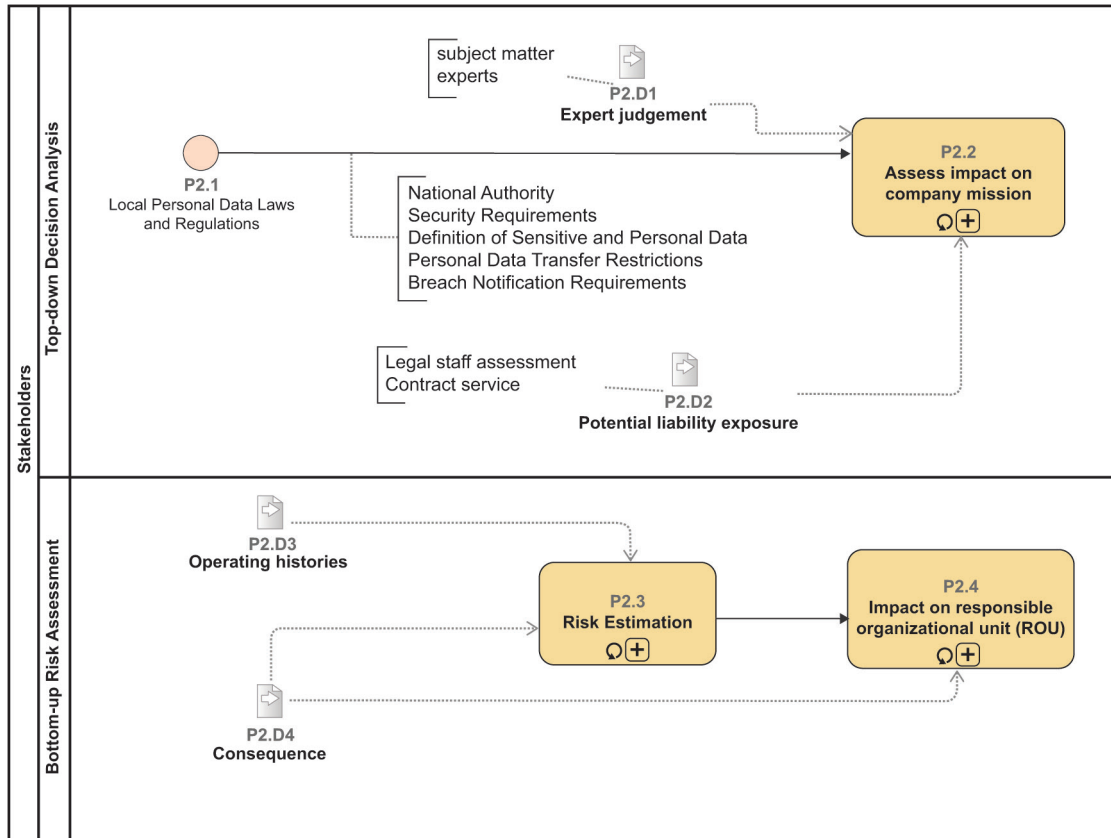 Stakeholders
Top-down Decision Analysis
subject matter
experts
P2.D1
Expert judgement
P2.1
Local Personal Data Laws
and Regulations
National Authority
Security Requirements
Definition of Sensitive and Personal Data
Personal Data Transfer Restrictions
Breach Notification Requirements
P2.2
Assess impact on
company mission
Legal staff assessment
Contract service
P2.D2
Potential liability exposure
Bottom-up Risk Assessment
P2.D3
Operating histories
P2.3
Risk Estimation
P2.4
Impact on responsible
organizational unit (ROU)
P2.D4
Consequence